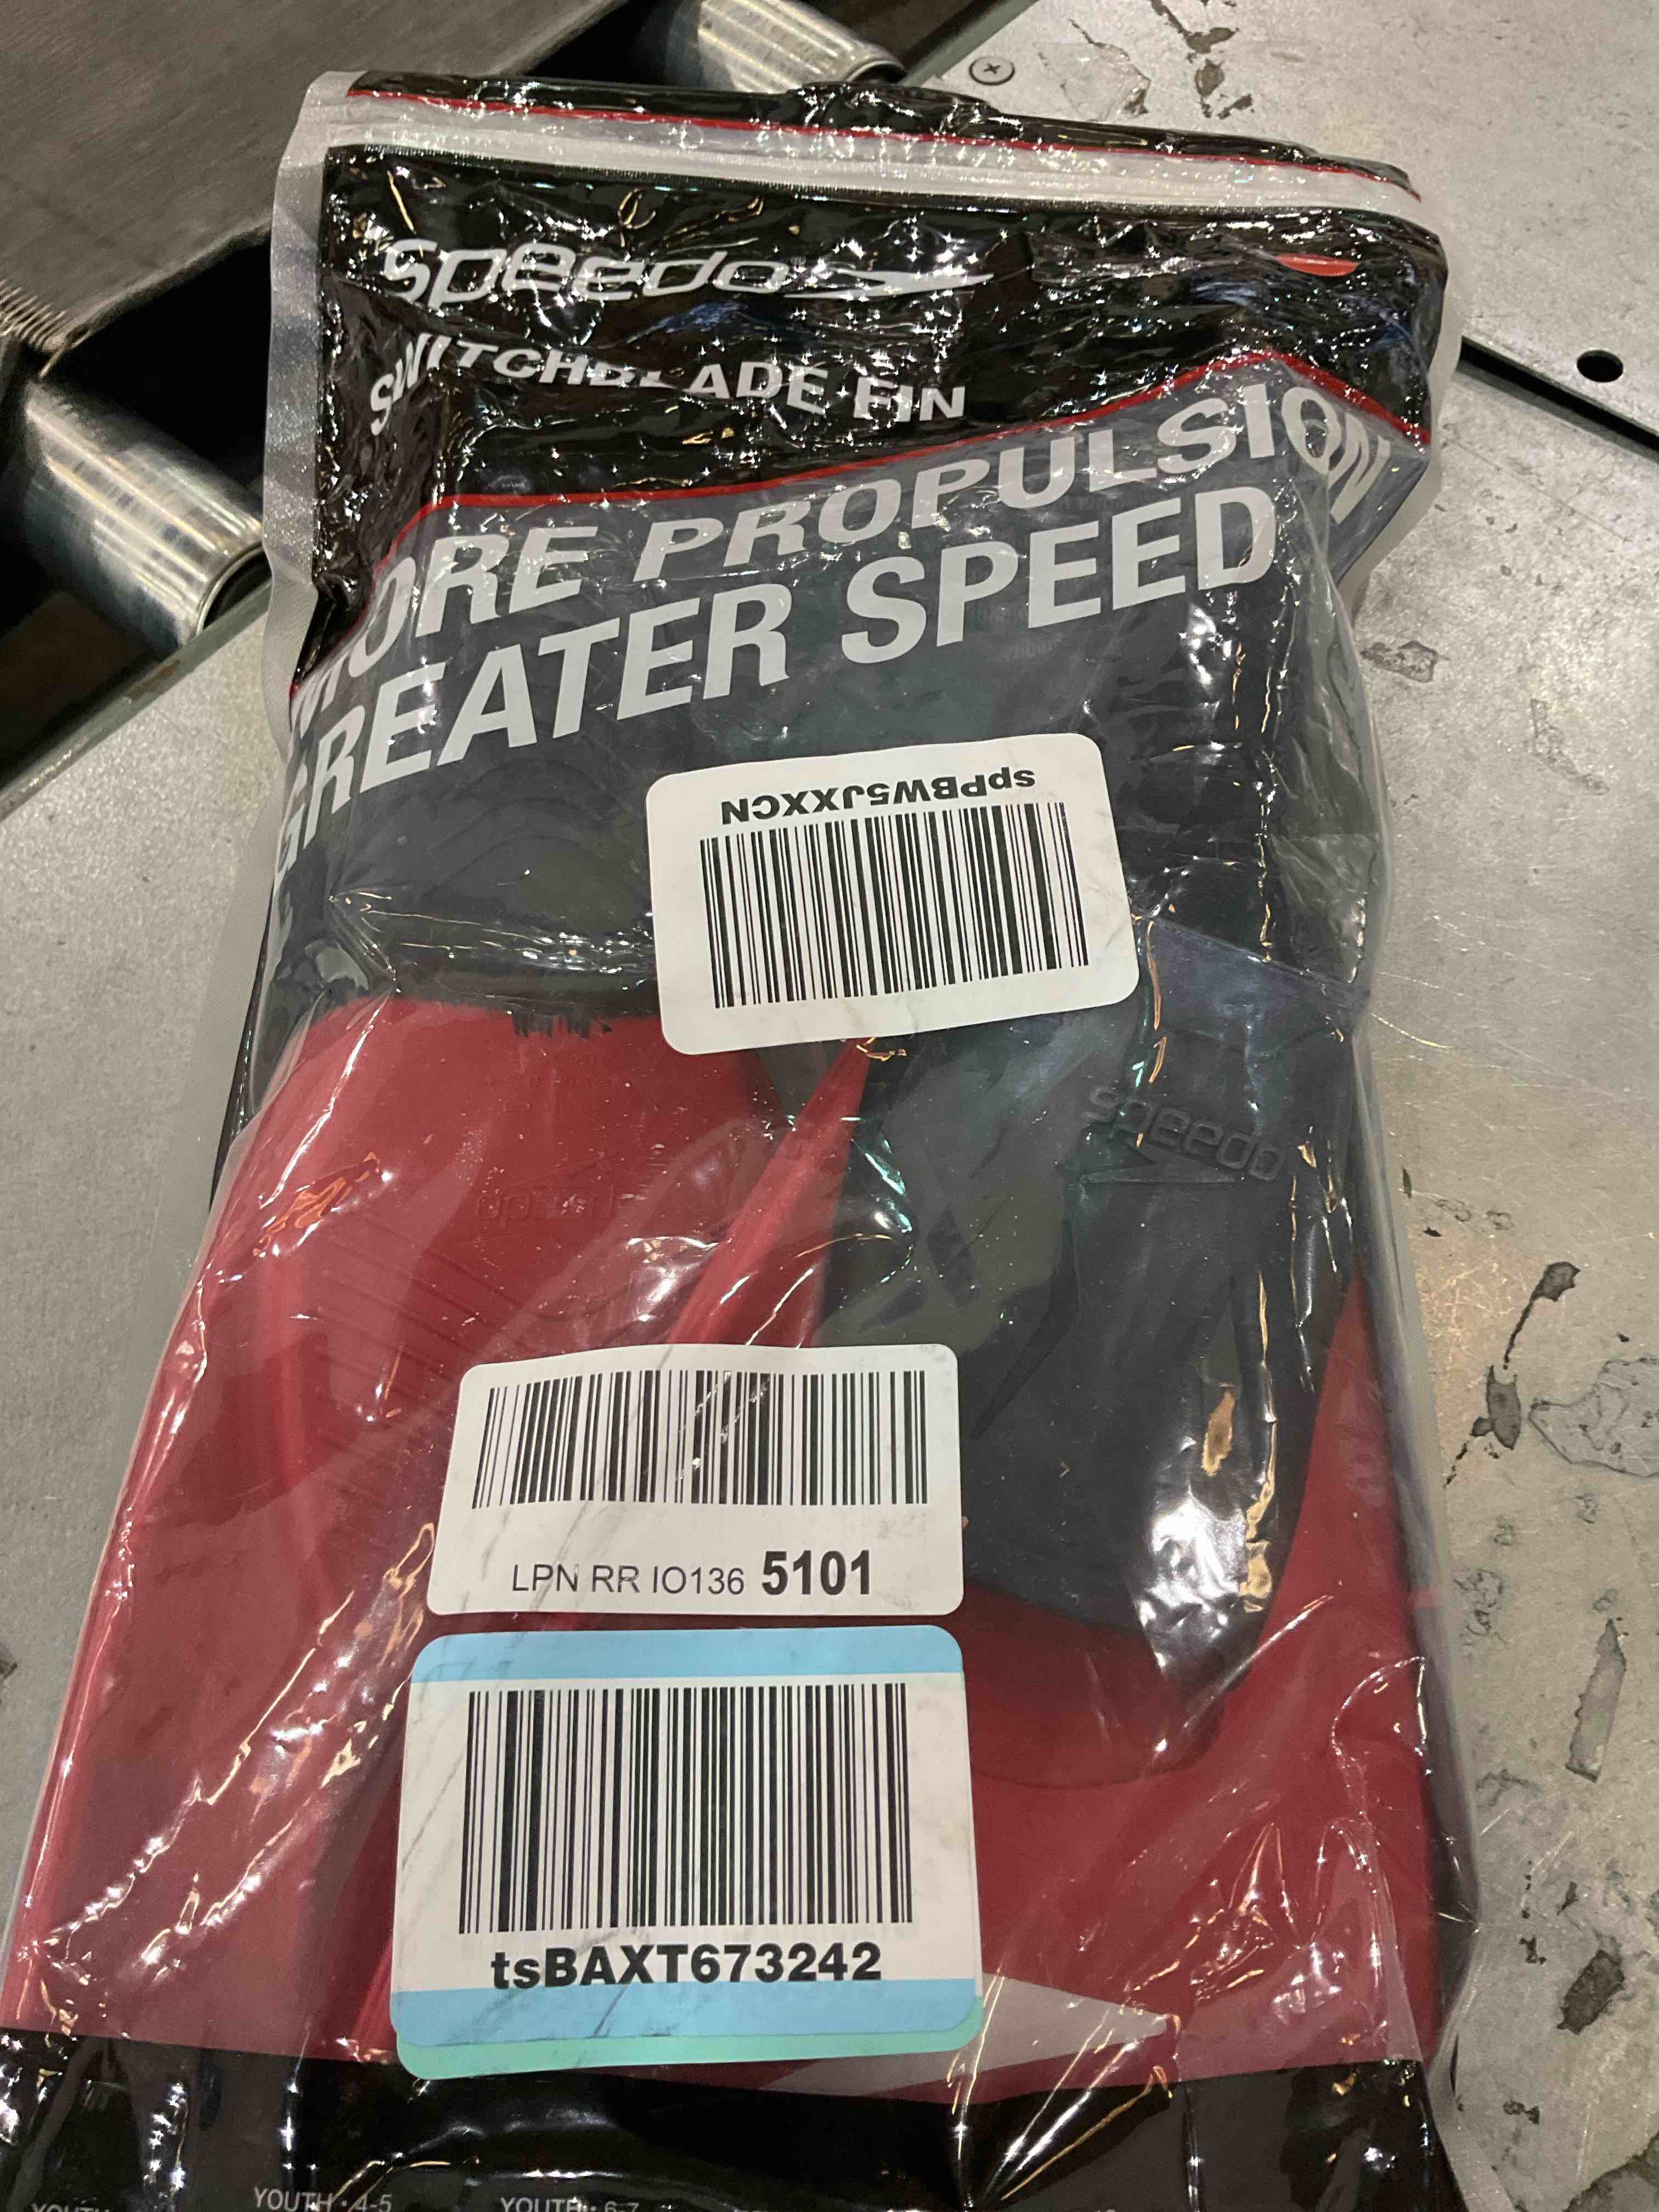 speedo
SWITCHBLADE FIN
MORE PROPULSION
GREATER SPEED
spPBW5JXXCN
speedo
speedo
LPN RR IO136 5101
tsBAXT673242
YOUTH • 4-5
YOUTH • 6-7